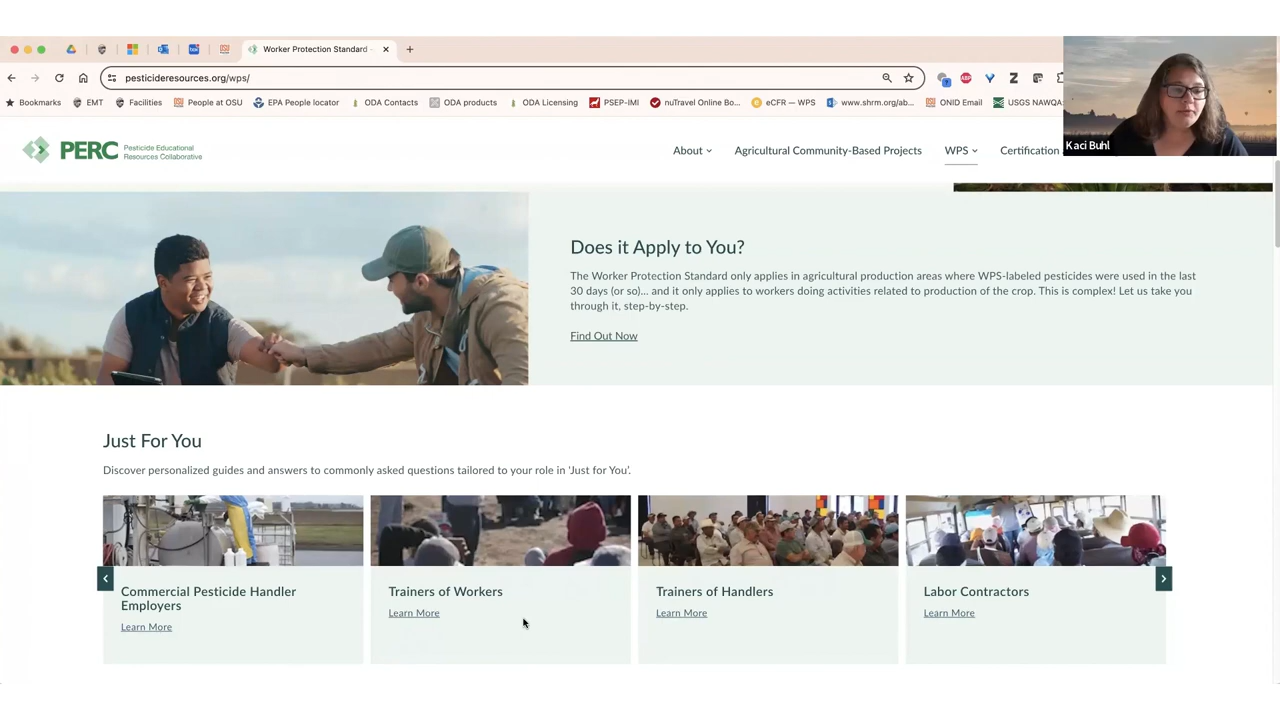 Worker Protection Standard -
pesticideresources.org/wps/
Bookmarks EMT Facilities People at OSU EPA People locator ODA Contacts ODA products ODA Licensing PSEP-IMI nuTravel Online Bo... eCFR — WPS www.shrm.org/ab... ONID Email USGS NAWQA
Kaci Buhl
PERC Pesticide Educational
Resources Collaborative
About Agricultural Community-Based Projects WPS Certification
Does it Apply to You?
The Worker Protection Standard only applies in agricultural production areas where WPS-labeled pesticides were used in the last
30 days (or so)... and it only applies to workers doing activities related to production of the crop. This is complex! Let us take you
through it, step-by-step.
Find Out Now
Just For You
Discover personalized guides and answers to commonly asked questions tailored to your role in 'Just for You'.
Commercial Pesticide Handler
Employers
Learn More
Trainers of Workers
Learn More
Trainers of Handlers
Learn More
Labor Contractors
Learn More